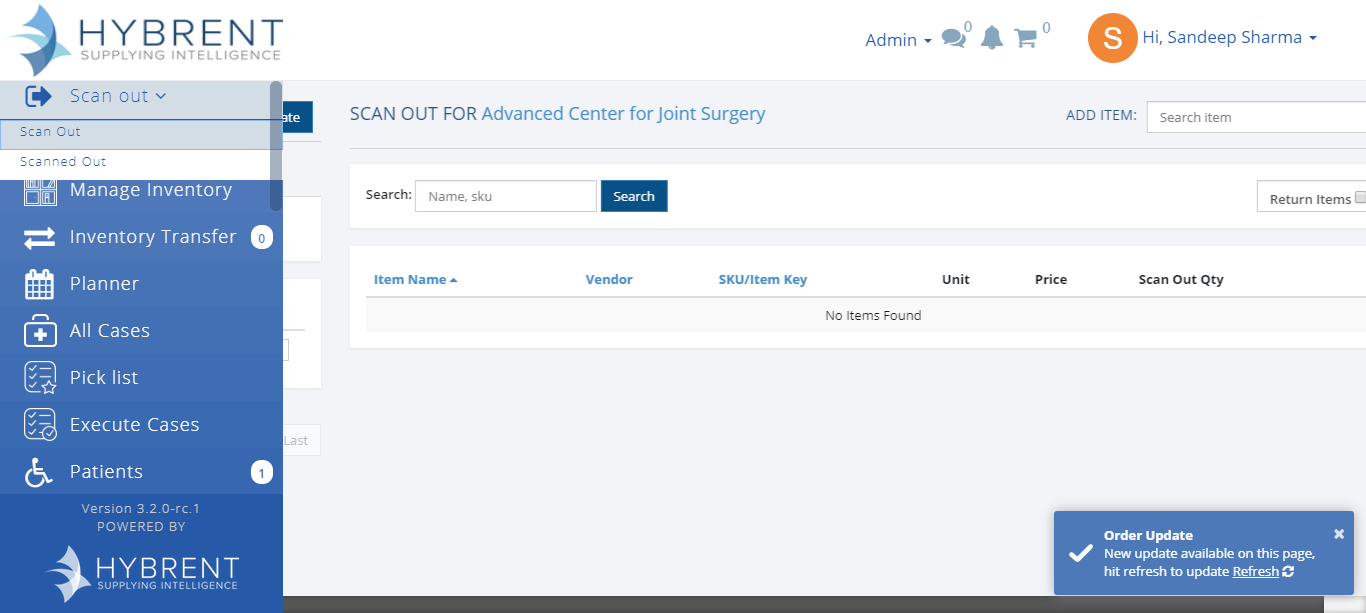 HYBRENT
SUPPLYING INTELLIGENCE
Admin
0
0
S
Hi, Sandeep Sharma
Scan out
Scan Out
Scanned Out
Manage Inventory
Inventory Transfer 0
Planner
All Cases
Pick list
Execute Cases
Patients 1
Version 3.2.0-rc.1
POWERED BY
HYBRENT
SUPPLYING INTELLIGENCE
ate
Last
SCAN OUT FOR Advanced Center for Joint Surgery
ADD ITEM: Search item
Search: Name, sku Search
Return Items
Item Name Vendor SKU/Item Key Unit Price Scan Out Qty
No Items Found
Order Update
New update available on this page,
hit refresh to update Refresh